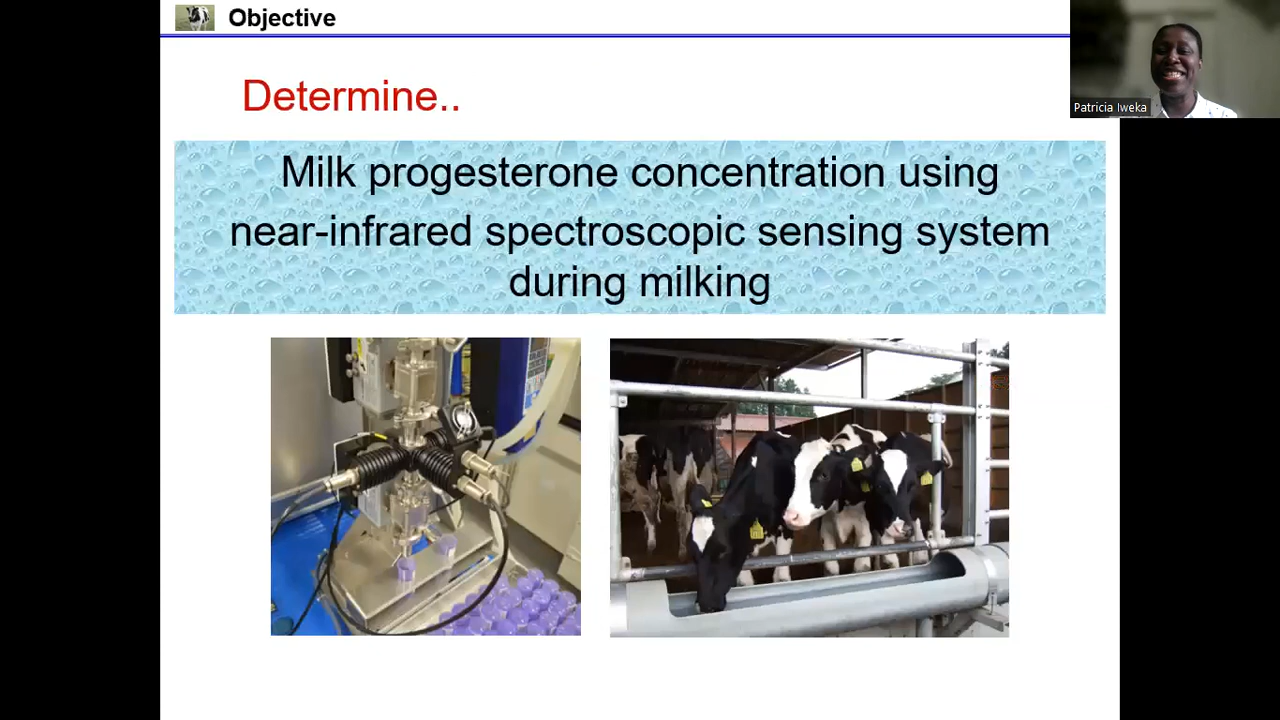 Objective
Determine..
Milk progesterone concentration using
near-infrared spectroscopic sensing system
during milking
Patricia Iweka